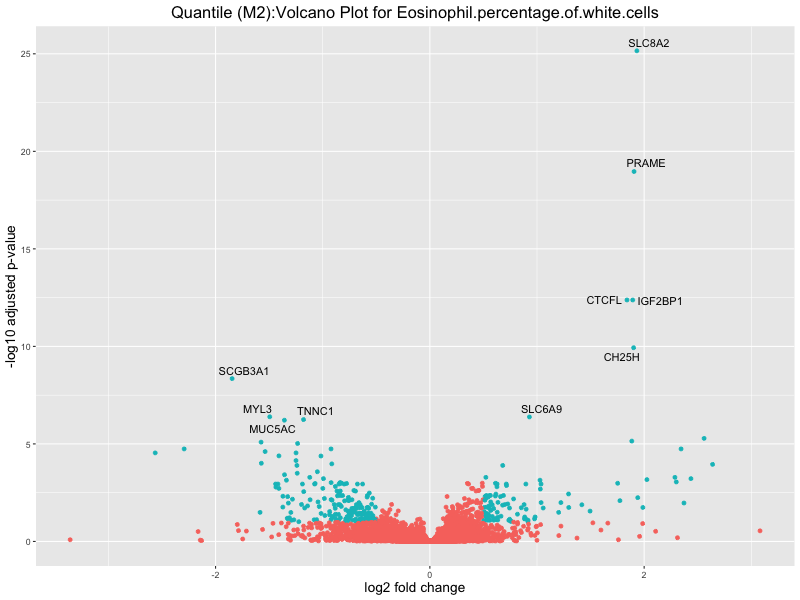 Quantile (M2):Volcano Plot for Eosinophil.percentage.of.white.cells
SLC8A2
25
PRAME
20
15
CTCFL
IGF2BP1
10
CH25H
SCGB3A1
MYL3
TNNC1
SLC6A9
MUC5AC
5
0
-log10 adjusted p-value
-2
0
2
log2 fold change